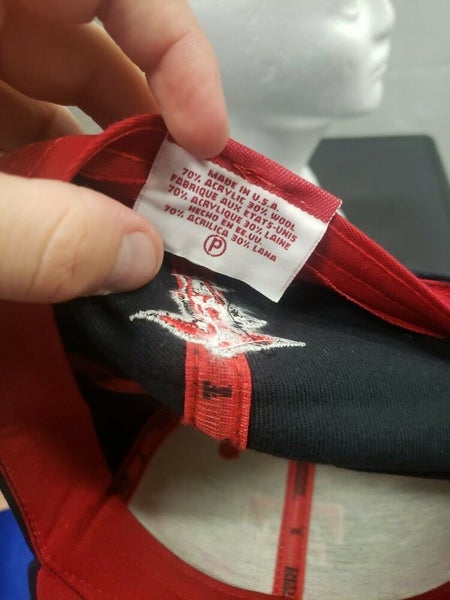 MADE IN U.S.A.
70% ACRYLIC 30% WOOL
FABRIQUE AUX ETATS-UNIS
70% ACRYLIQUE 30% LAINE
HECHO EN EE.UU.
70% ACRILICA 30% LANA
P